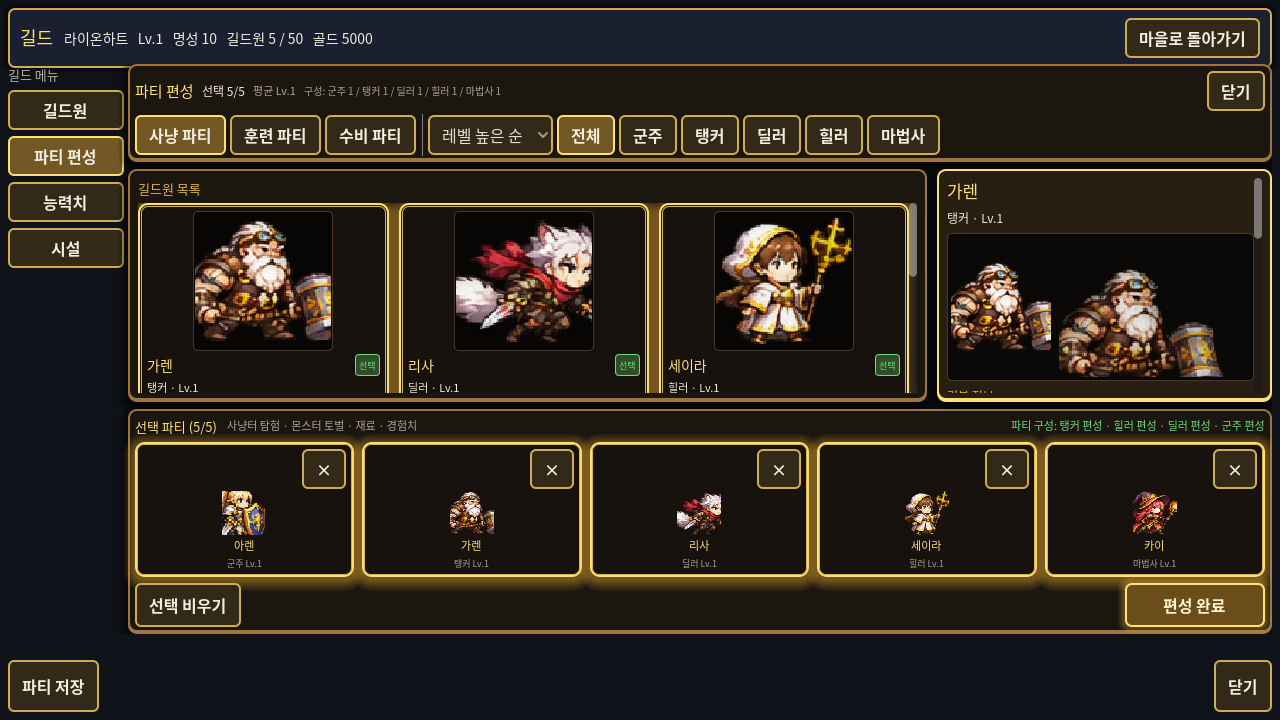 길드 라이온하트 Lv.1 명성 10 길드원 5 / 50 골드 5000
마을로 돌아가기
길드 메뉴
길드원
파티 편성
능력치
시설
파티 편성 선택 5/5 평균 Lv.1 구성: 군주 1 / 탱커 1 / 딜러 1 / 힐러 1 / 마법사 1
닫기
사냥 파티 훈련 파티 수비 파티 레벨 높은 순 전체 군주 탱커 딜러 힐러 마법사
길드원 목록
가렌 선택
탱커 · Lv.1
리사 선택
딜러 · Lv.1
세이라 선택
힐러 · Lv.1
가렌
탱커 · Lv.1
선택 파티 (5/5) 사냥터 탐험 · 몬스터 토벌 · 재료 · 경험치
파티 구성: 탱커 편성 · 힐러 편성 · 딜러 편성 · 군주 편성
× × × × ×
아렌 가렌 리사 세이라 카이
군주 Lv.1 탱커 Lv.1 딜러 Lv.1 힐러 Lv.1 마법사 Lv.1
선택 비우기
편성 완료
파티 저장
닫기